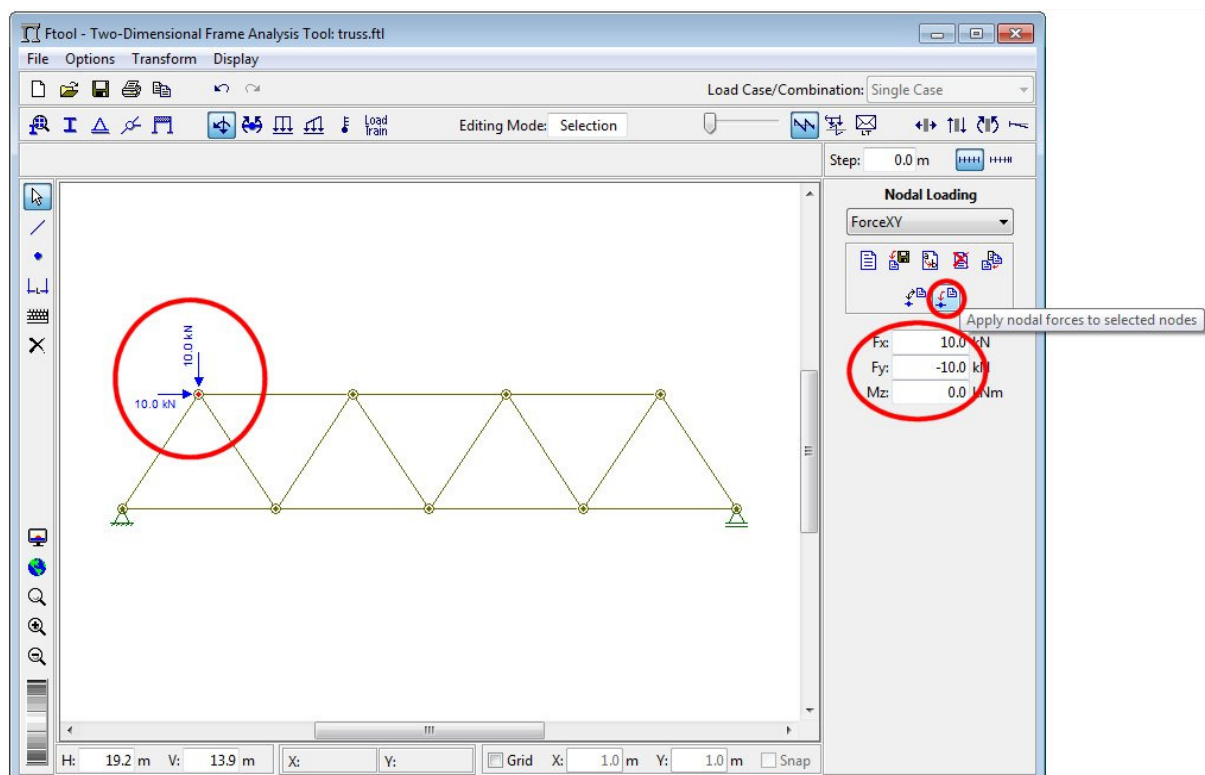 Ftool - Two-Dimensional Frame Analysis Tool: truss.ftl
File Options Transform Display
Load Case/Combination: Single Case
Load Train
Editing Mode: Selection
LT
Step: 0.0 m
Nodal Loading
ForceXY
L
Apply nodal forces to selected nodes
10.0 kN
10.0 kN
Fx: 10.0 kN
Fy: -10.0 kN
Mz: 0.0 kNm
H: 19.2 m V: 13.9 m X: Y: Grid X: 1.0 m Y: 1.0 m Snap